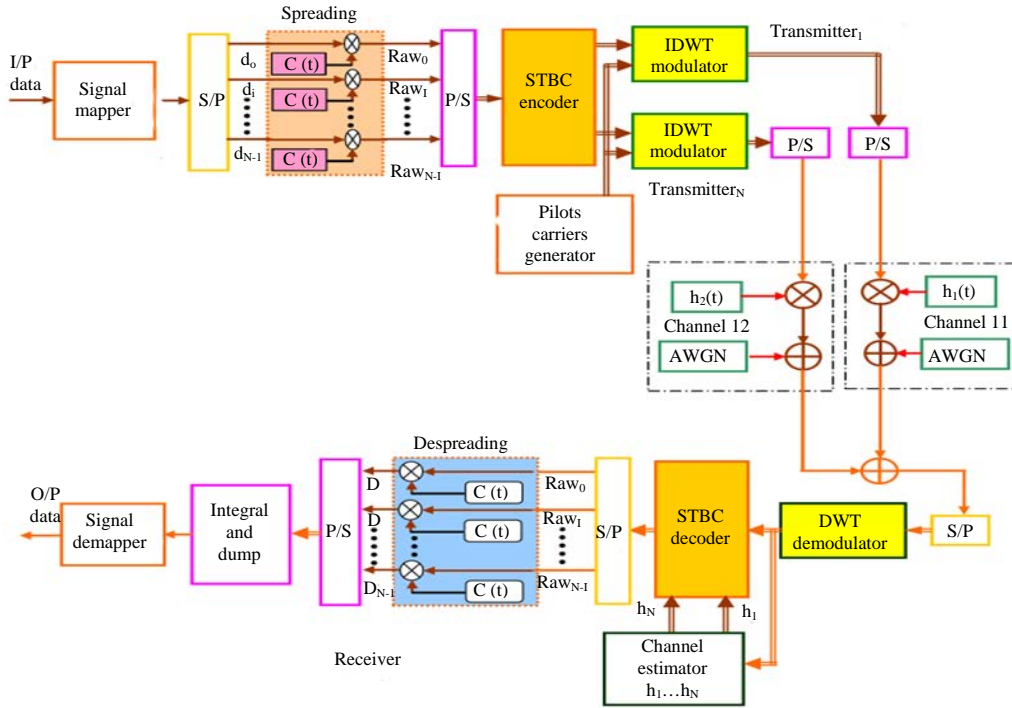 Spreading
I/P
data
Signal
mapper
S/P
d₀
C (t)
dᵢ
C (t)
d_N-1
C (t)
Raw₀
Raw_I
Raw_N-I
P/S
STBC
encoder
Pilots
carriers
generator
IDWT
modulator
Transmitter₁
IDWT
modulator
Transmitter_N
P/S
P/S
h₂(t)
Channel 12
AWGN
h₁(t)
Channel 11
AWGN
S/P
DWT
demodulator
STBC
decoder
h_N
h₁
Channel
estimator
h₁…h_N
S/P
Raw₀
Raw_I
Raw_N-I
Despreading
C (t)
C (t)
C (t)
D
D
D_N-1
P/S
Integral
and
dump
Signal
demapper
O/P
data
Receiver